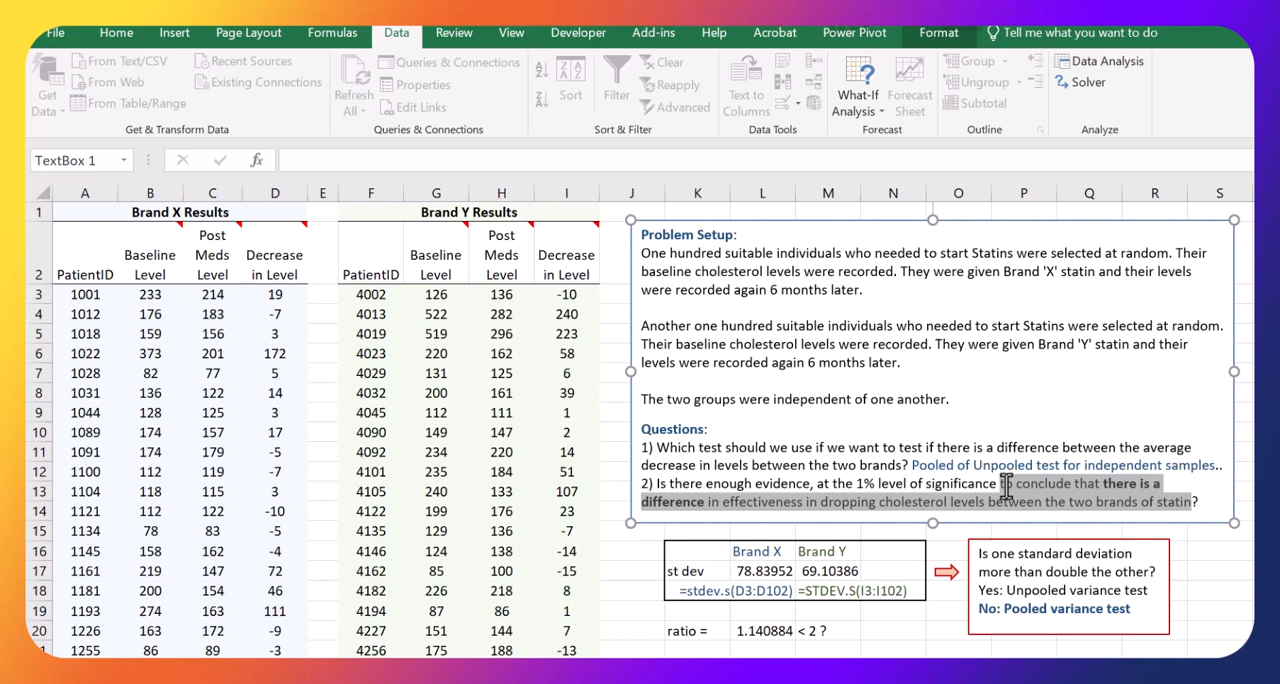 File Home Insert Page Layout Formulas Data Review View Developer Add-ins Help Acrobat Power Pivot Format Tell me what you want to do
Get Data
From Text/CSV
From Web
From Table/Range
Recent Sources
Existing Connections
Get & Transform Data
Refresh All
Queries & Connections
Properties
Edit Links
Queries & Connections
Sort
Filter
Clear
Reapply
Advanced
Sort & Filter
Text to Columns
Data Tools
What-If Analysis
Forecast Sheet
Forecast
Group
Ungroup
Subtotal
Outline
Data Analysis
Solver
Analyze
TextBox 1 fx
A B C D E F G H I J K L M N O P Q R S
1 Brand X Results Brand Y Results
2 PatientID Baseline Level Post Meds Level Decrease in Level PatientID Baseline Level Post Meds Level Decrease in Level
3 1001 233 214 19 4002 126 136 -10
4 1012 176 183 -7 4013 522 282 240
5 1018 159 156 3 4019 519 296 223
6 1022 373 201 172 4023 220 162 58
7 1028 82 77 5 4029 131 125 6
8 1031 136 122 14 4032 200 161 39
9 1044 128 125 3 4045 112 111 1
10 1089 174 157 17 4090 149 147 2
11 1091 174 179 -5 4092 234 220 14
12 1100 112 119 -7 4101 235 184 51
13 1104 118 115 3 4105 240 133 107
14 1121 112 122 -10 4122 199 176 23
15 1134 78 83 -5 4135 129 136 -7
16 1145 158 162 -4 4146 124 138 -14
17 1161 219 147 72 4162 85 100 -15
18 1181 200 154 46 4182 226 218 8
19 1193 274 163 111 4194 87 86 1
20 1226 163 172 -9 4227 151 144 7
1255 86 89 -3 4256 175 188 -13
Problem Setup:
One hundred suitable individuals who needed to start Statins were selected at random. Their
baseline cholesterol levels were recorded. They were given Brand 'X' statin and their levels
were recorded again 6 months later.
Another one hundred suitable individuals who needed to start Statins were selected at random.
Their baseline cholesterol levels were recorded. They were given Brand 'Y' statin and their
levels were recorded again 6 months later.
The two groups were independent of one another.
Questions:
1) Which test should we use if we want to test if there is a difference between the average
decrease in levels between the two brands? Pooled of Unpooled test for independent samples..
2) Is there enough evidence, at the 1% level of significance to conclude that there is a
difference in effectiveness in dropping cholesterol levels between the two brands of statin?
Brand X Brand Y
st dev 78.83952 69.10386
=stdev.s(D3:D102) =STDEV.S(I3:I102)
ratio = 1.140884 < 2 ?
Is one standard deviation
more than double the other?
Yes: Unpooled variance test
No: Pooled variance test